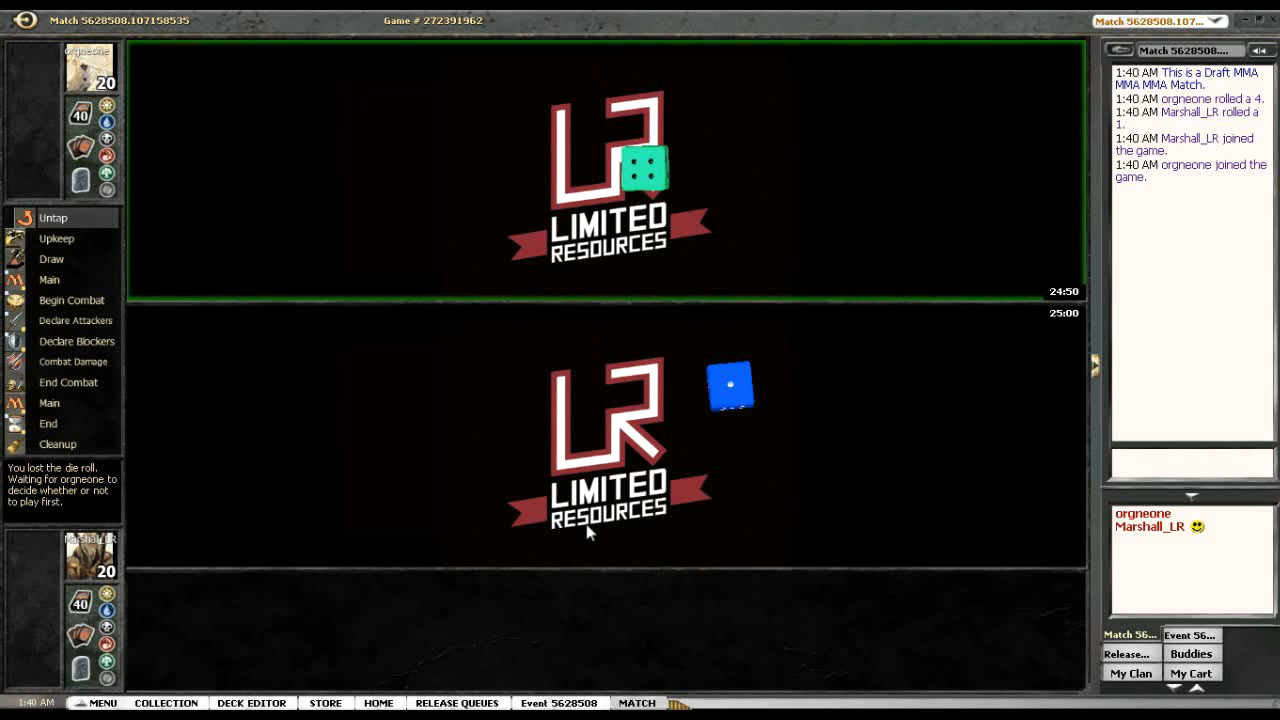 Match 5628508.107158535
Game # 272391962
Match 5628508.107...
orgneone
20
40
Untap
Upkeep
Draw
Main
Begin Combat
Declare Attackers
Declare Blockers
Combat Damage
End Combat
Main
End
Cleanup
You lost the die roll.
Waiting for orgneone to
decide whether or not
to play first.
Marshall_LR
20
40
LR
LIMITED
RESOURCES
24:50
25:00
LR
LIMITED
RESOURCES
Match 5628508....
1:40 AM This is a Draft MMA
MMA MMA Match.
1:40 AM orgneone rolled a 4.
1:40 AM Marshall_LR rolled a
1.
1:40 AM Marshall_LR joined
the game.
1:40 AM orgneone joined the
game.
orgneone
Marshall_LR
Match 56... Event 56...
Release... Buddies
My Clan My Cart
1:40 AM MENU COLLECTION DECK EDITOR STORE HOME RELEASE QUEUES Event 5628508 MATCH